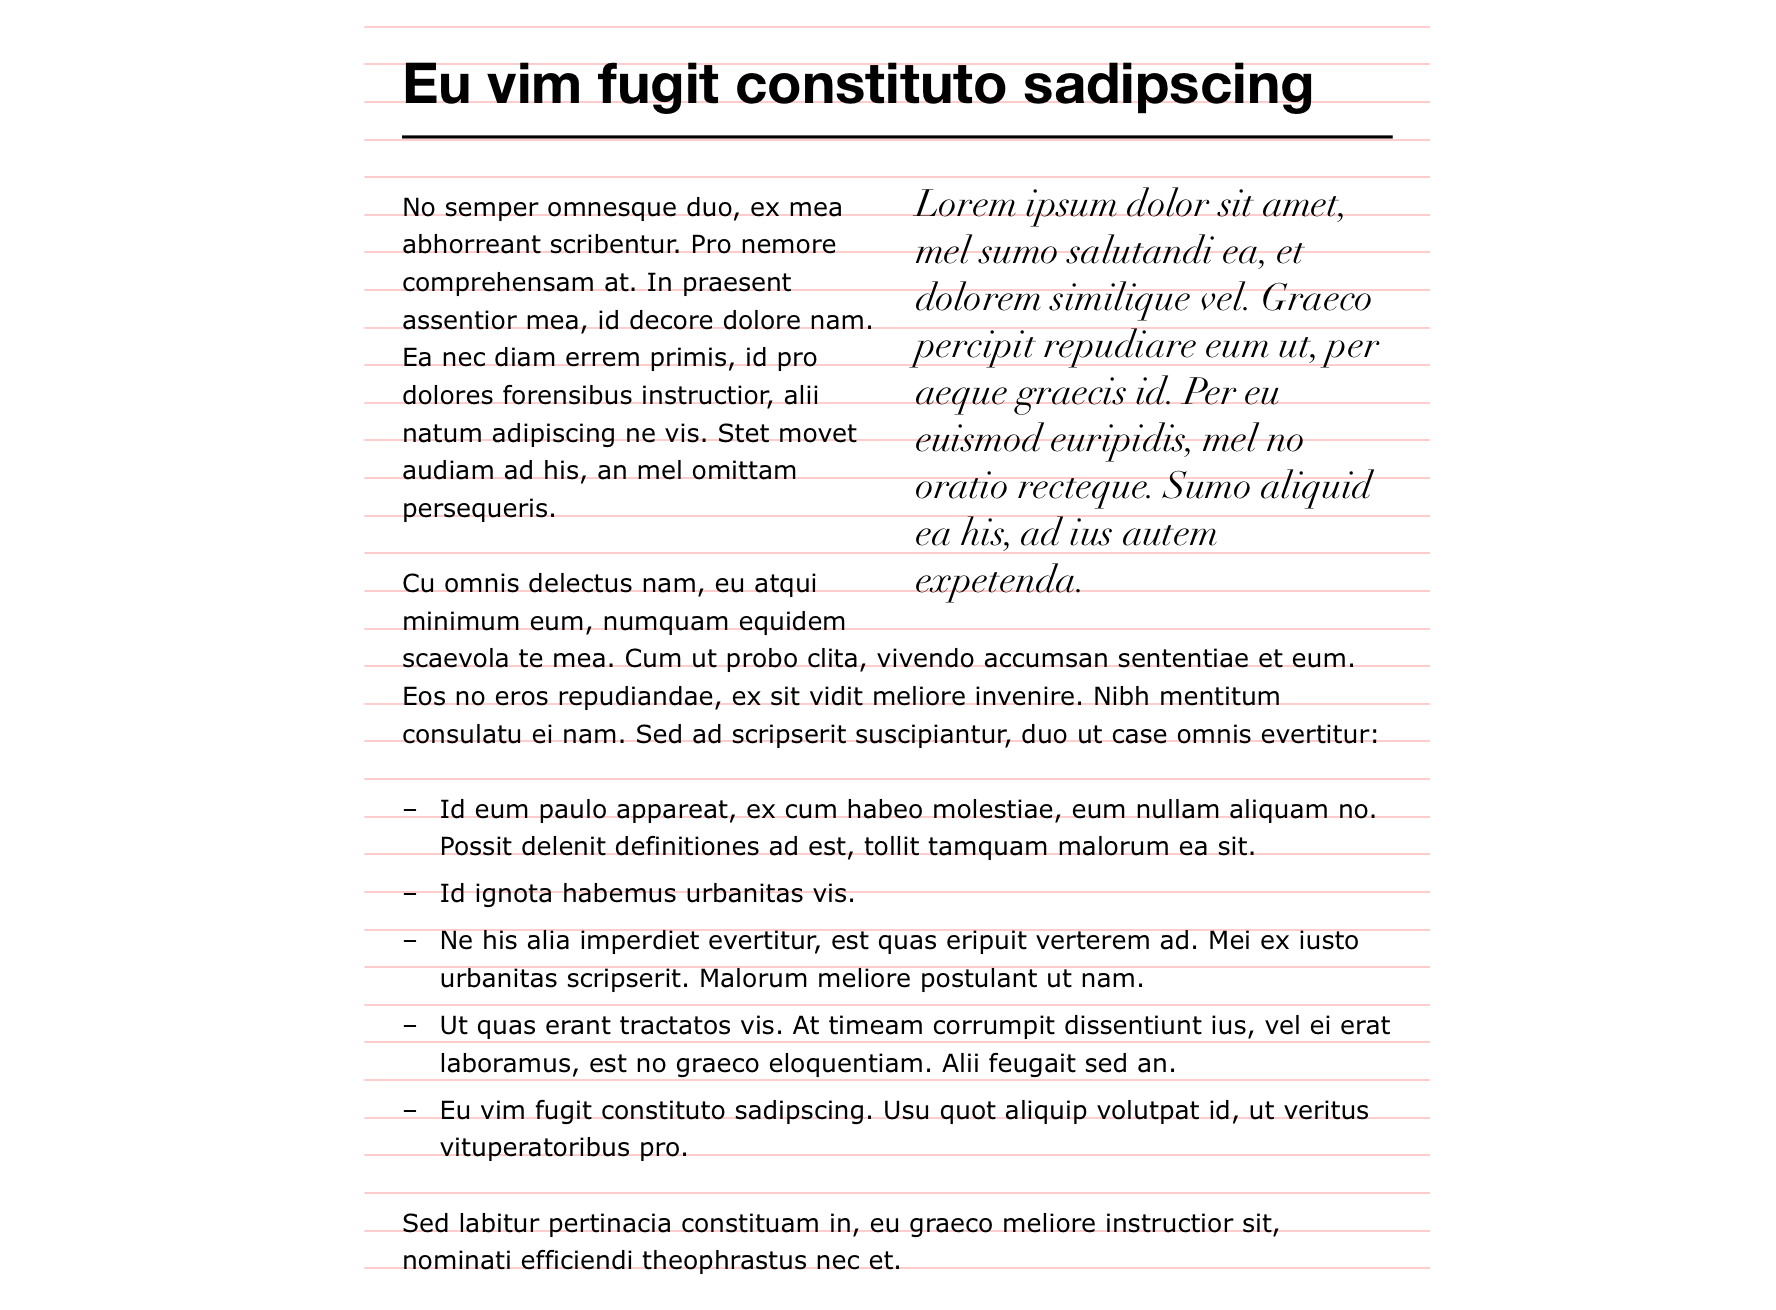 Eu vim fugit constituto sadipscing
No semper omnesque duo, ex mea
abhorreant scribentur. Pro nemore
comprehensam at. In praesent
assentior mea, id decore dolore nam.
Ea nec diam errem primis, id pro
dolores forensibus instructior, alii
natum adipiscing ne vis. Stet movet
audiam ad his, an mel omittam
persequeris.
Lorem ipsum dolor sit amet,
mel sumo salutandi ea, et
dolorem similique vel. Graeco
percipit repudiare eum ut, per
aeque graecis id. Per eu
euismod euripidis, mel no
oratio recteque. Sumo aliquid
ea his, ad ius autem
expetenda.
Cu omnis delectus nam, eu atqui
minimum eum, numquam equidem
scaevola te mea. Cum ut probo clita, vivendo accumsan sententiae et eum.
Eos no eros repudiandae, ex sit vidit meliore invenire. Nibh mentitum
consulatu ei nam. Sed ad scripserit suscipiantur, duo ut case omnis evertitur:
– Id eum paulo appareat, ex cum habeo molestiae, eum nullam aliquam no.
Possit delenit definitiones ad est, tollit tamquam malorum ea sit.
– Id ignota habemus urbanitas vis.
– Ne his alia imperdiet evertitur, est quas eripuit verterem ad. Mei ex iusto
urbanitas scripserit. Malorum meliore postulant ut nam.
– Ut quas erant tractatos vis. At timeam corrumpit dissentiunt ius, vel ei erat
laboramus, est no graeco eloquentiam. Alii feugait sed an.
– Eu vim fugit constituto sadipscing. Usu quot aliquip volutpat id, ut veritus
vituperatoribus pro.
Sed labitur pertinacia constituam in, eu graeco meliore instructior sit,
nominati efficiendi theophrastus nec et.